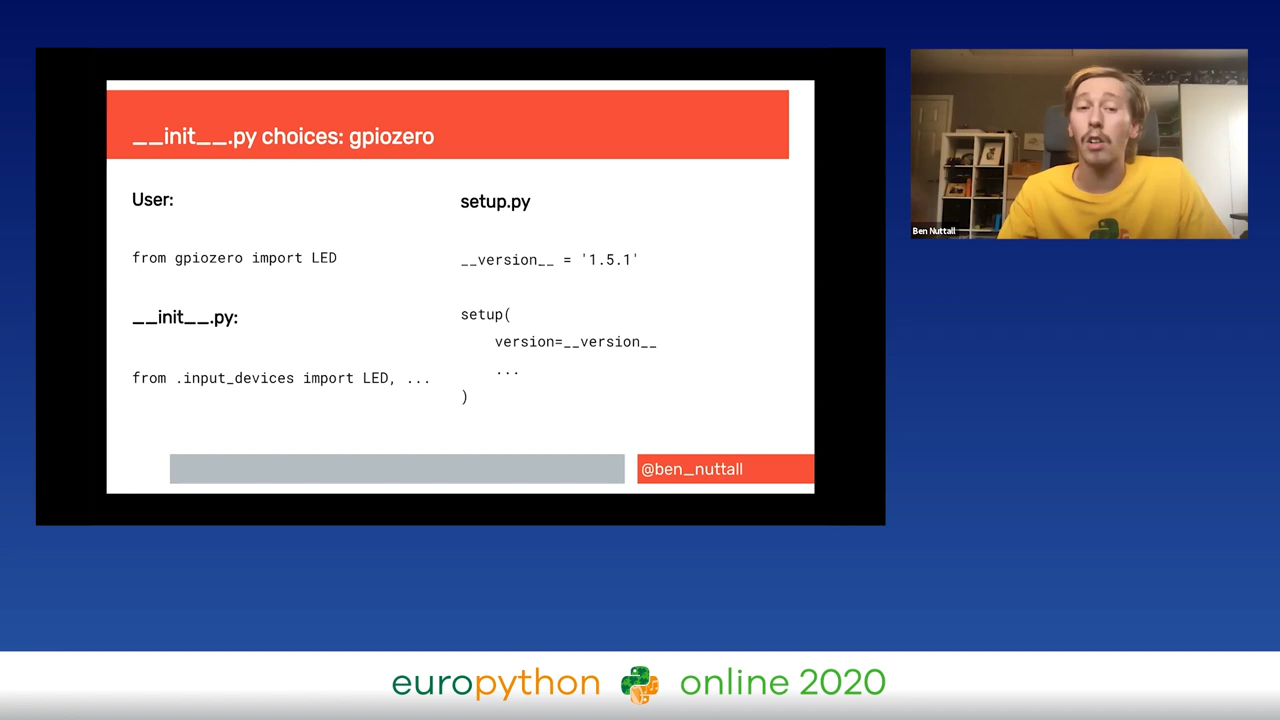 __init__.py choices: gpiozero
User:
from gpiozero import LED
__init__.py:
from .input_devices import LED, ...
setup.py
__version__ = '1.5.1'
setup(
version=__version__
...
)
@ben_nuttall
Ben Nuttall
europython online 2020